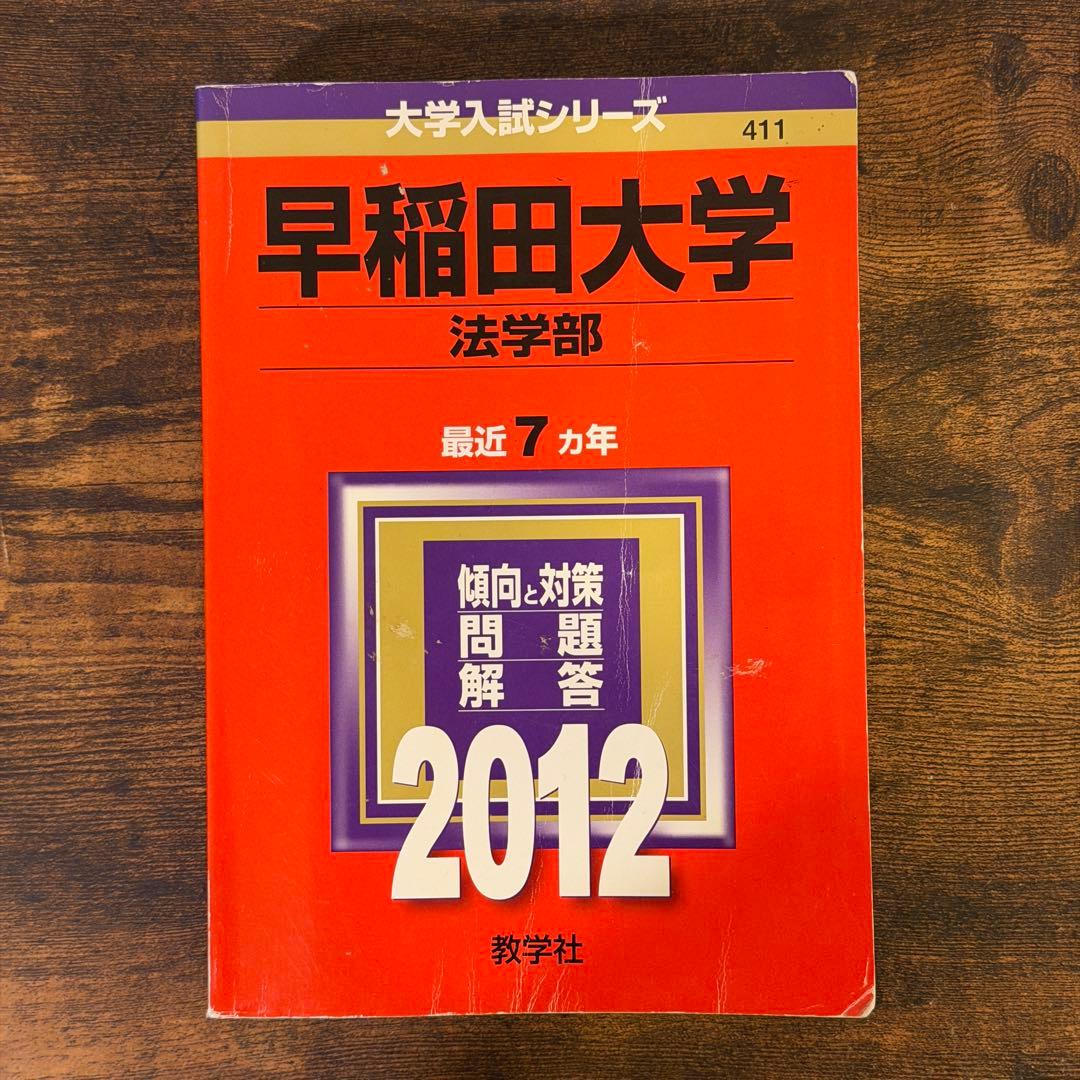 大学入試シリーズ
411
早稲田大学
法学部
最近7ヵ年
傾向と対策
問題
解答
2012
教学社